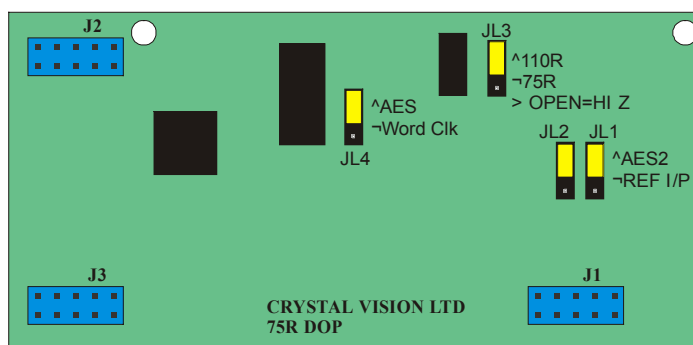 J2
JL3
^110R
¬75R
> OPEN=HI Z
^AES
¬Word Clk
JL4
JL2 JL1
^AES2
¬REF I/P
J3
J1
CRYSTAL VISION LTD
75R DOP